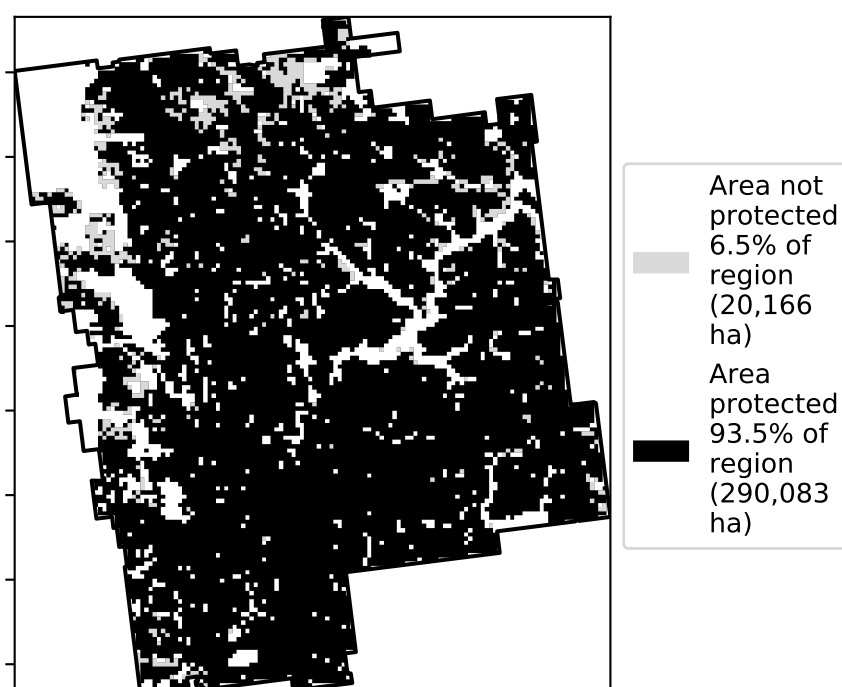 Area not
protected
6.5% of
region
(20,166
ha)
Area
protected
93.5% of
region
(290,083
ha)